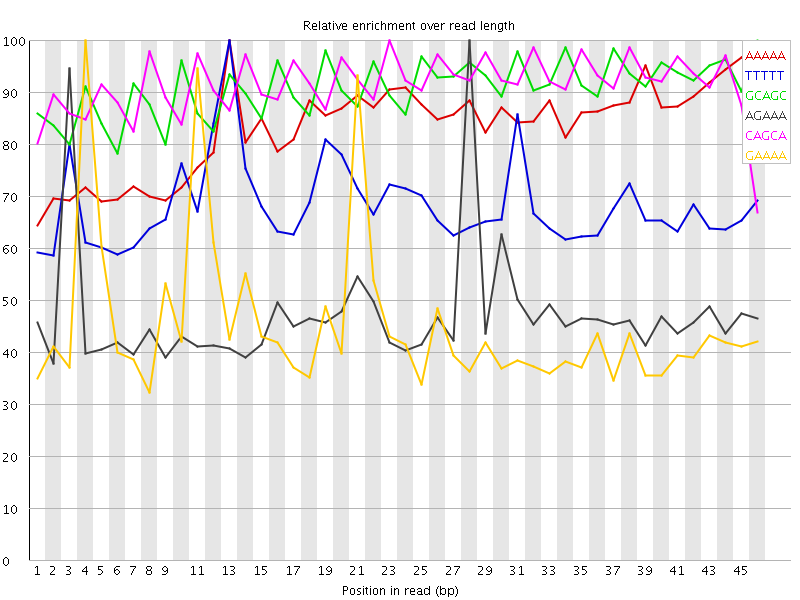 Relative enrichment over read length
100
90
80
70
60
50
40
30
20
10
0
AAAAA
TTTTT
GCAGC
AGAAA
CAGCA
GAAAA
1 2 3 4 5 6 7 8 9 11 13 15 17 19 21 23 25 27 29 31 33 35 37 39 41 43 45
Position in read (bp)